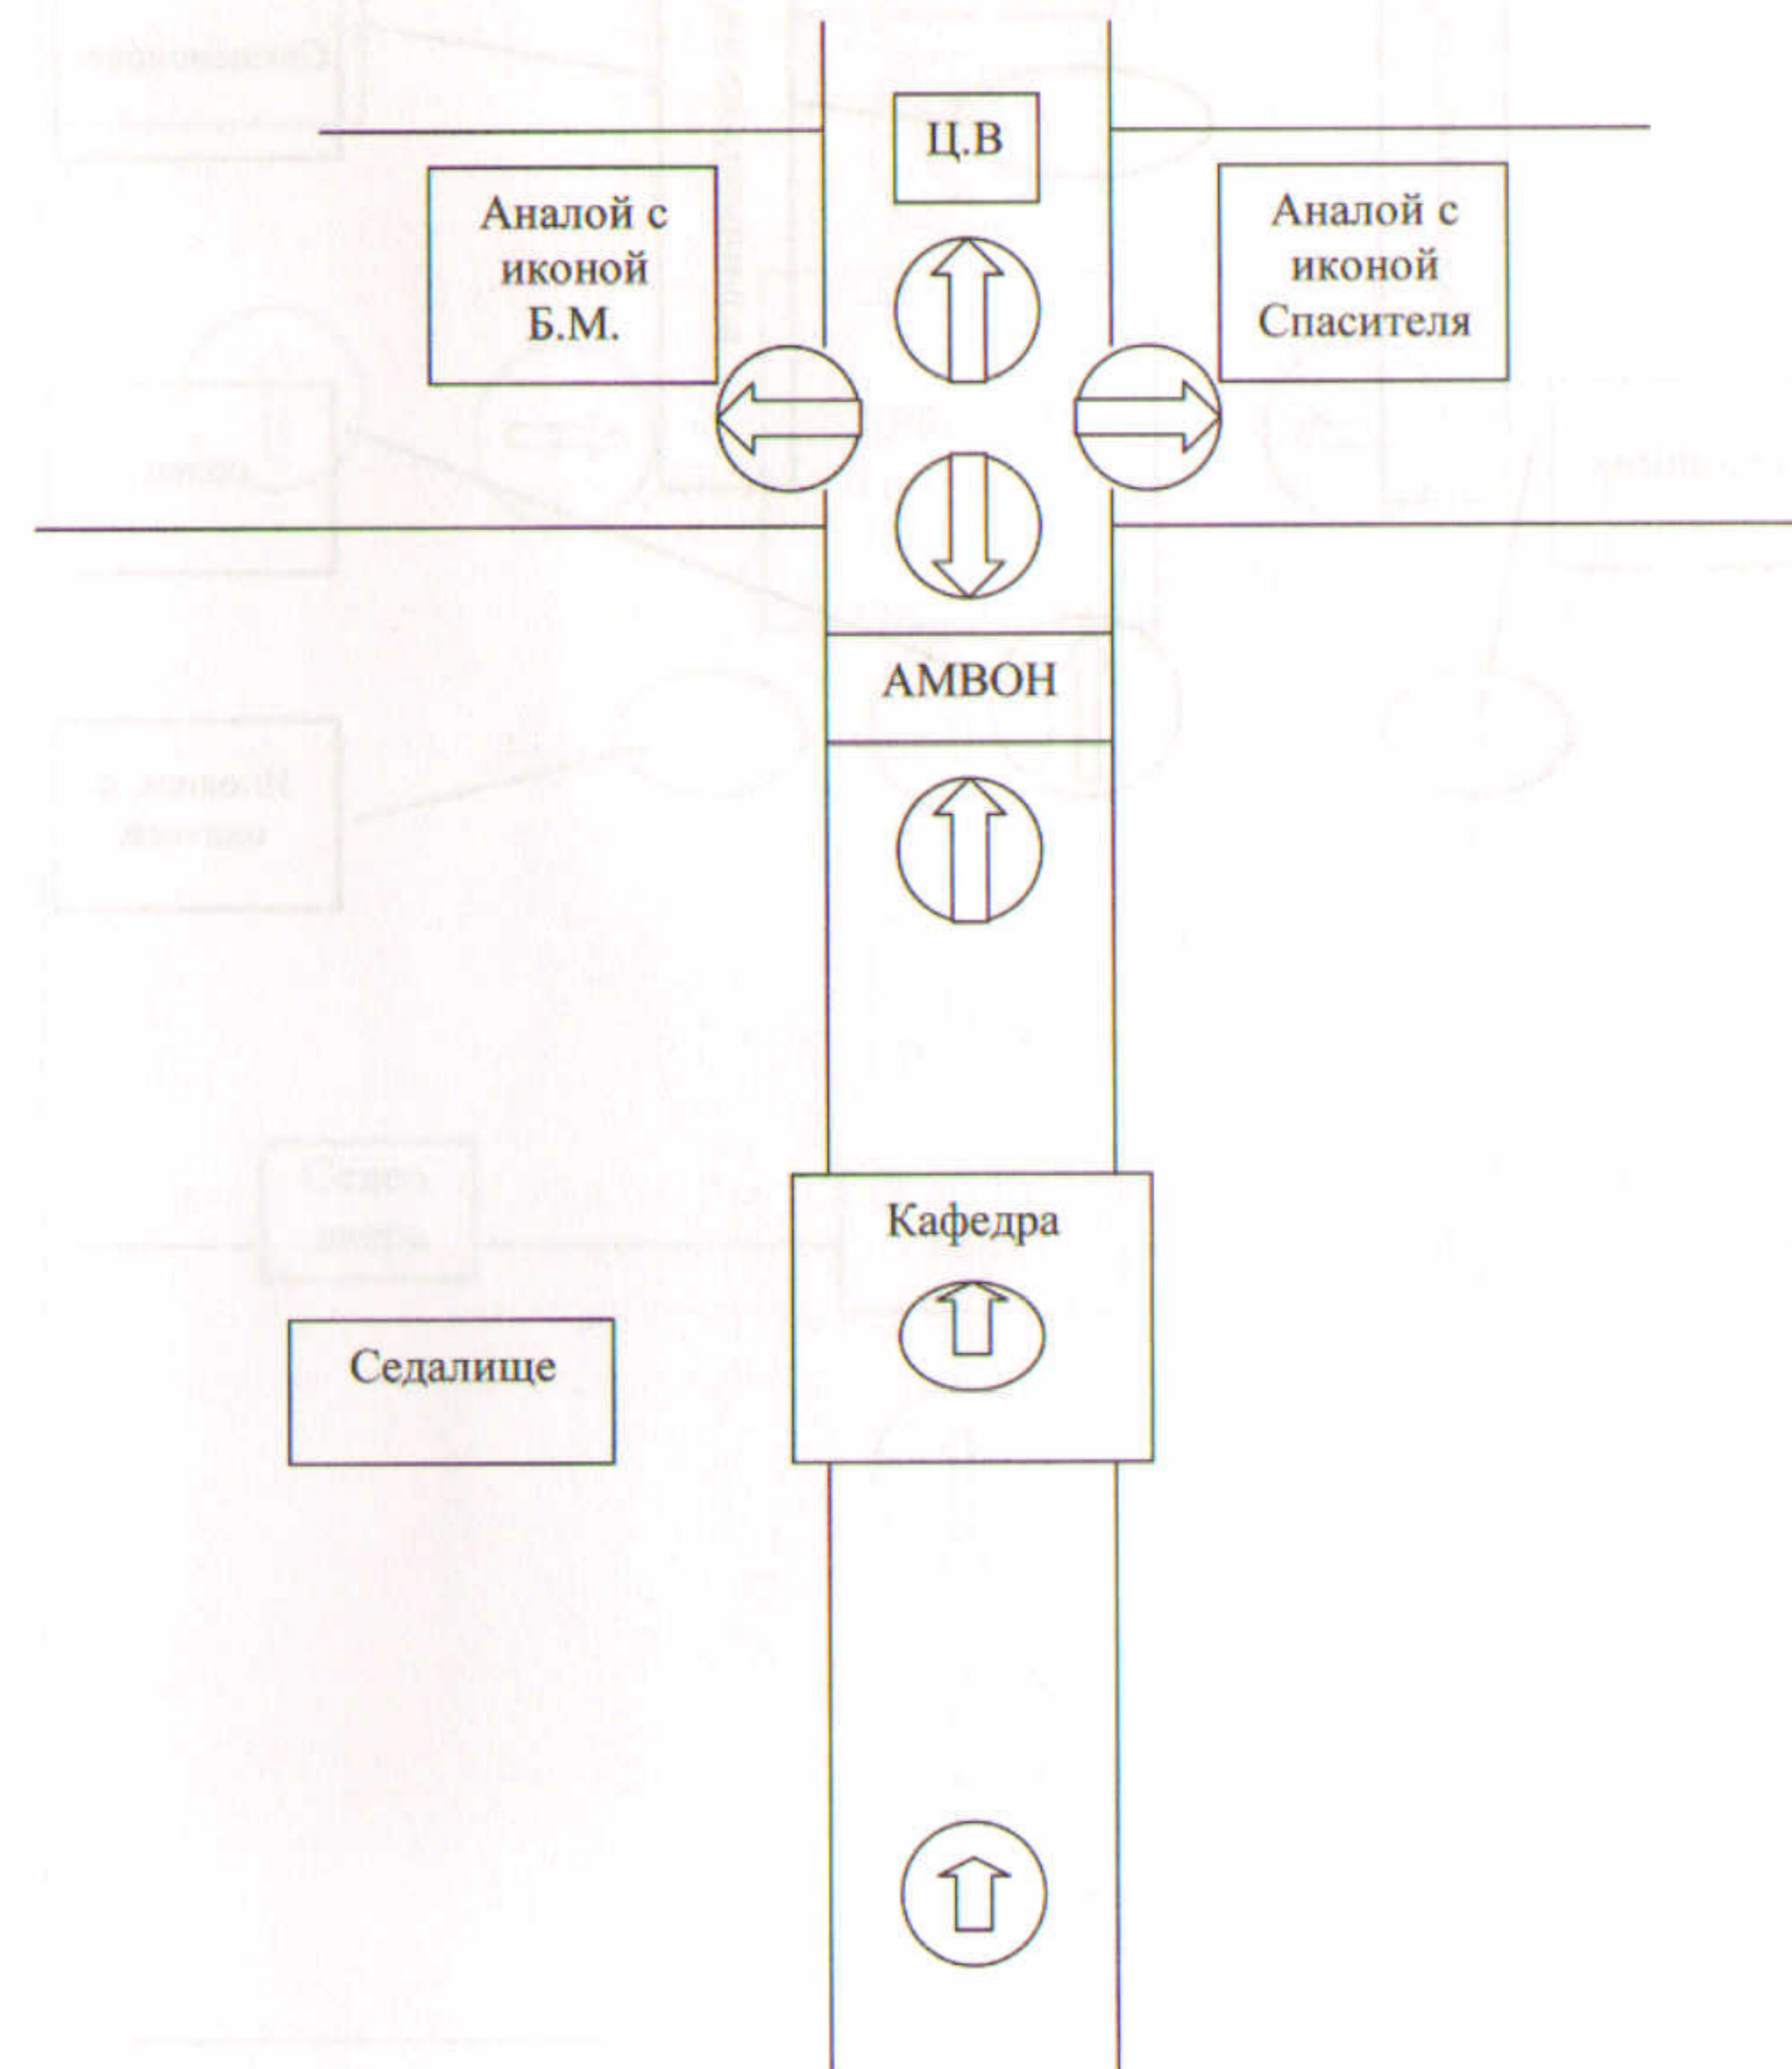 Ц.В
Аналой с
иконой
Б.М.
Аналой с
иконой
Спасителя
АМВОН
Кафедра
Седалище